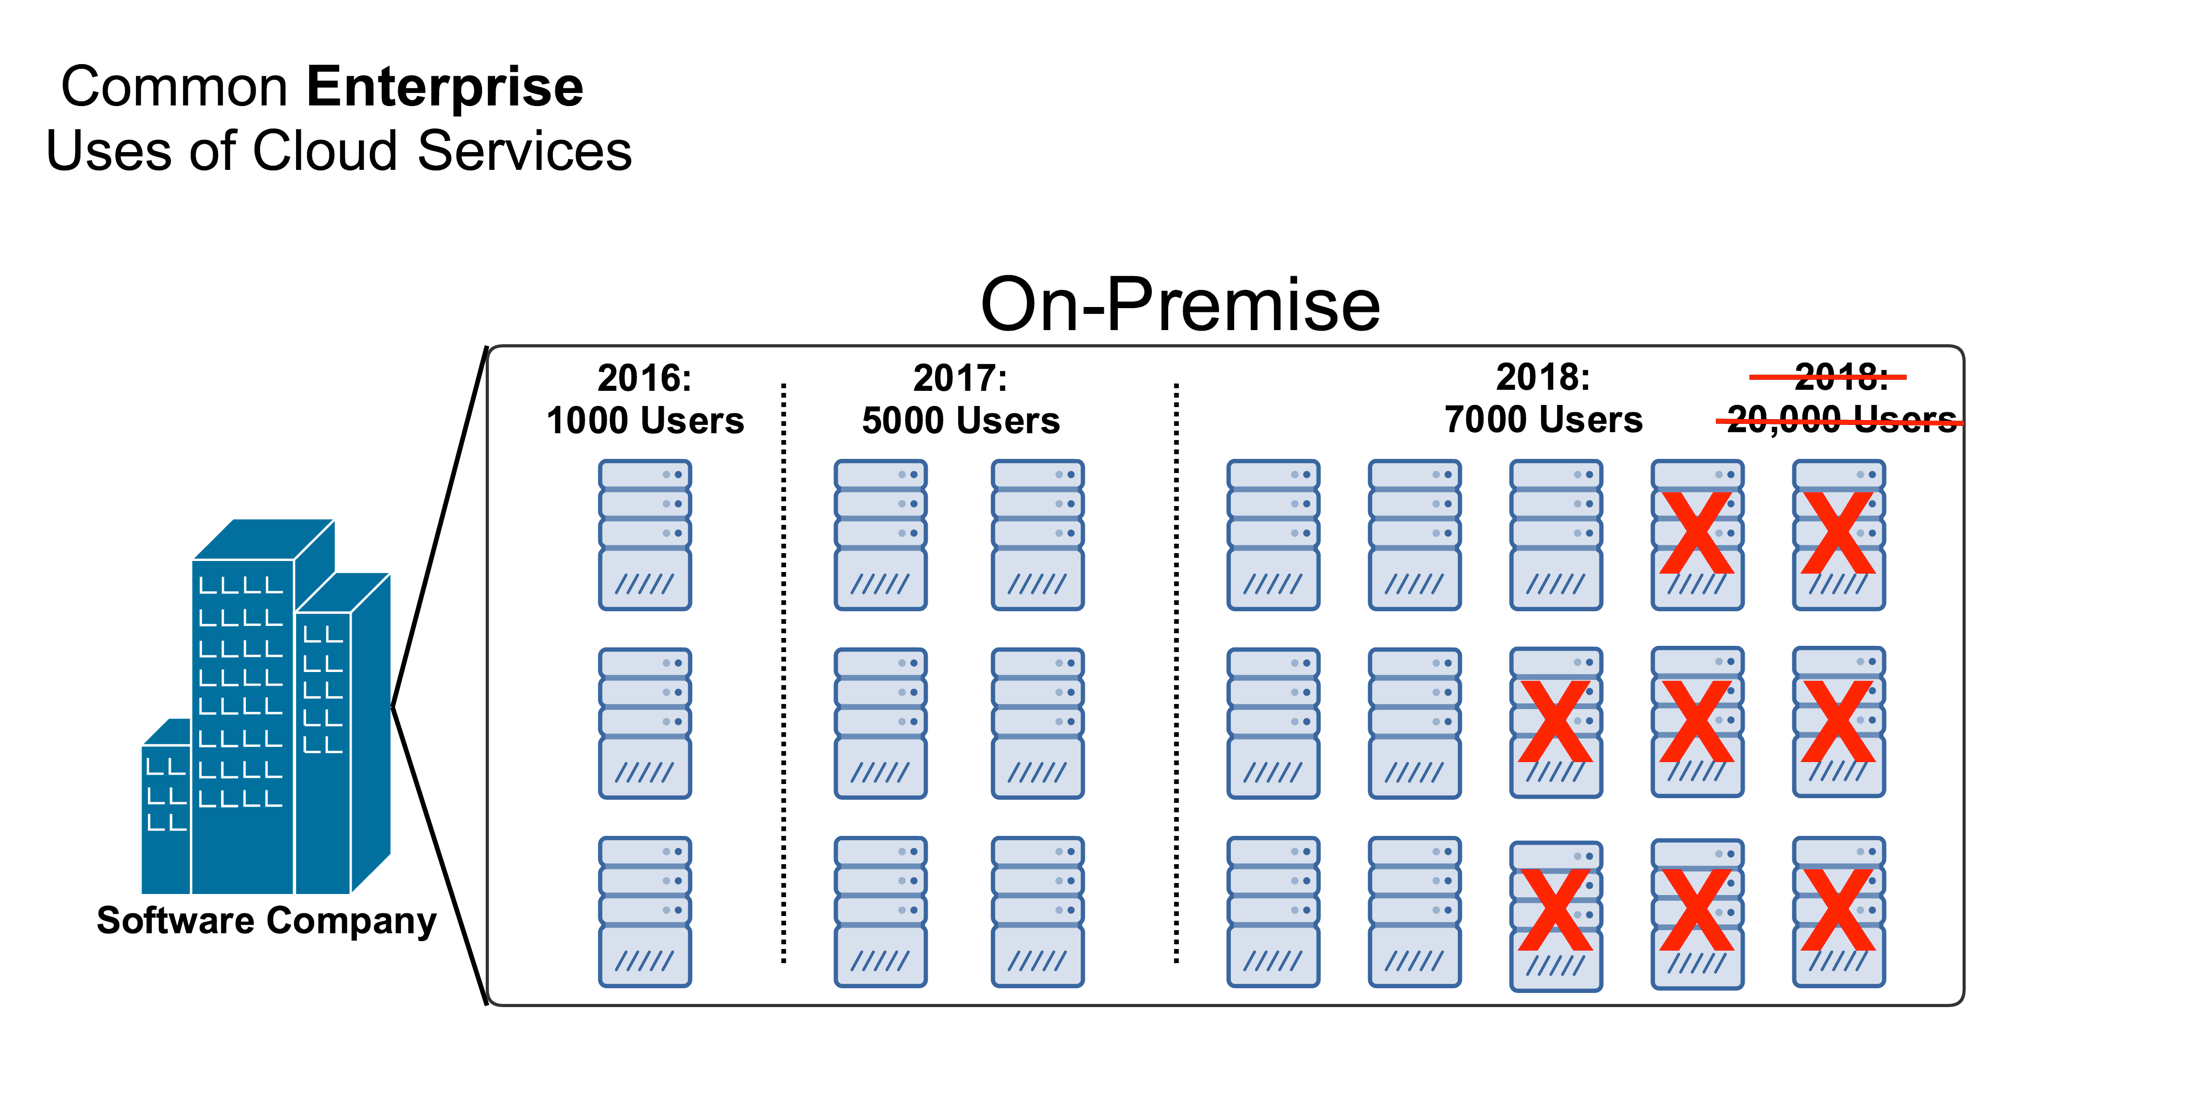 Common Enterprise
Uses of Cloud Services
On-Premise
2016:
1000 Users
2017:
5000 Users
2018:
7000 Users
2018:
20,000 Users
Software Company